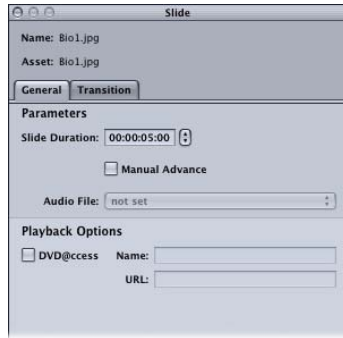 Slide
Name: Bio1.jpg
Asset: Bio1.jpg
General Transition
Parameters
Slide Duration: 00:00:05:00
Manual Advance
Audio File: not set
Playback Options
DVD@ccess Name:
URL: